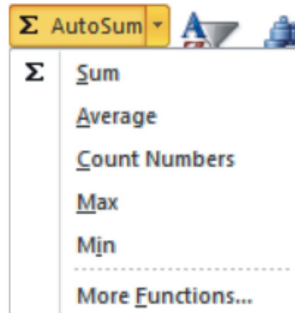 Σ AutoSum
Σ Sum
Average
Count Numbers
Max
Min
More Functions...